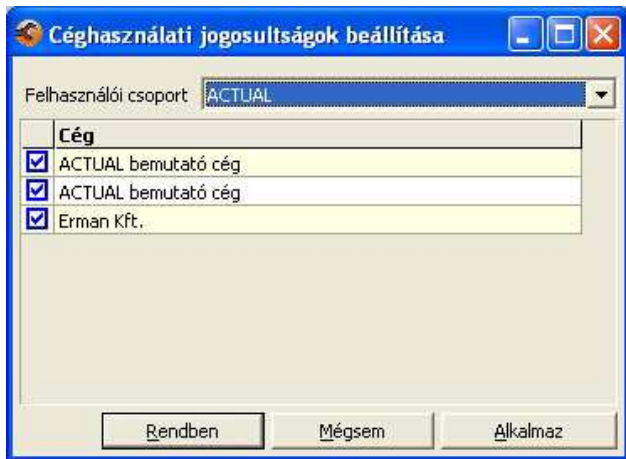 Céghasználati jogosultságok beállítása
Felhasználói csoport ACTUAL
Cég
ACTUAL bemutató cég
ACTUAL bemutató cég
Erman Kft.
Rendben Mégsem Alkalmaz